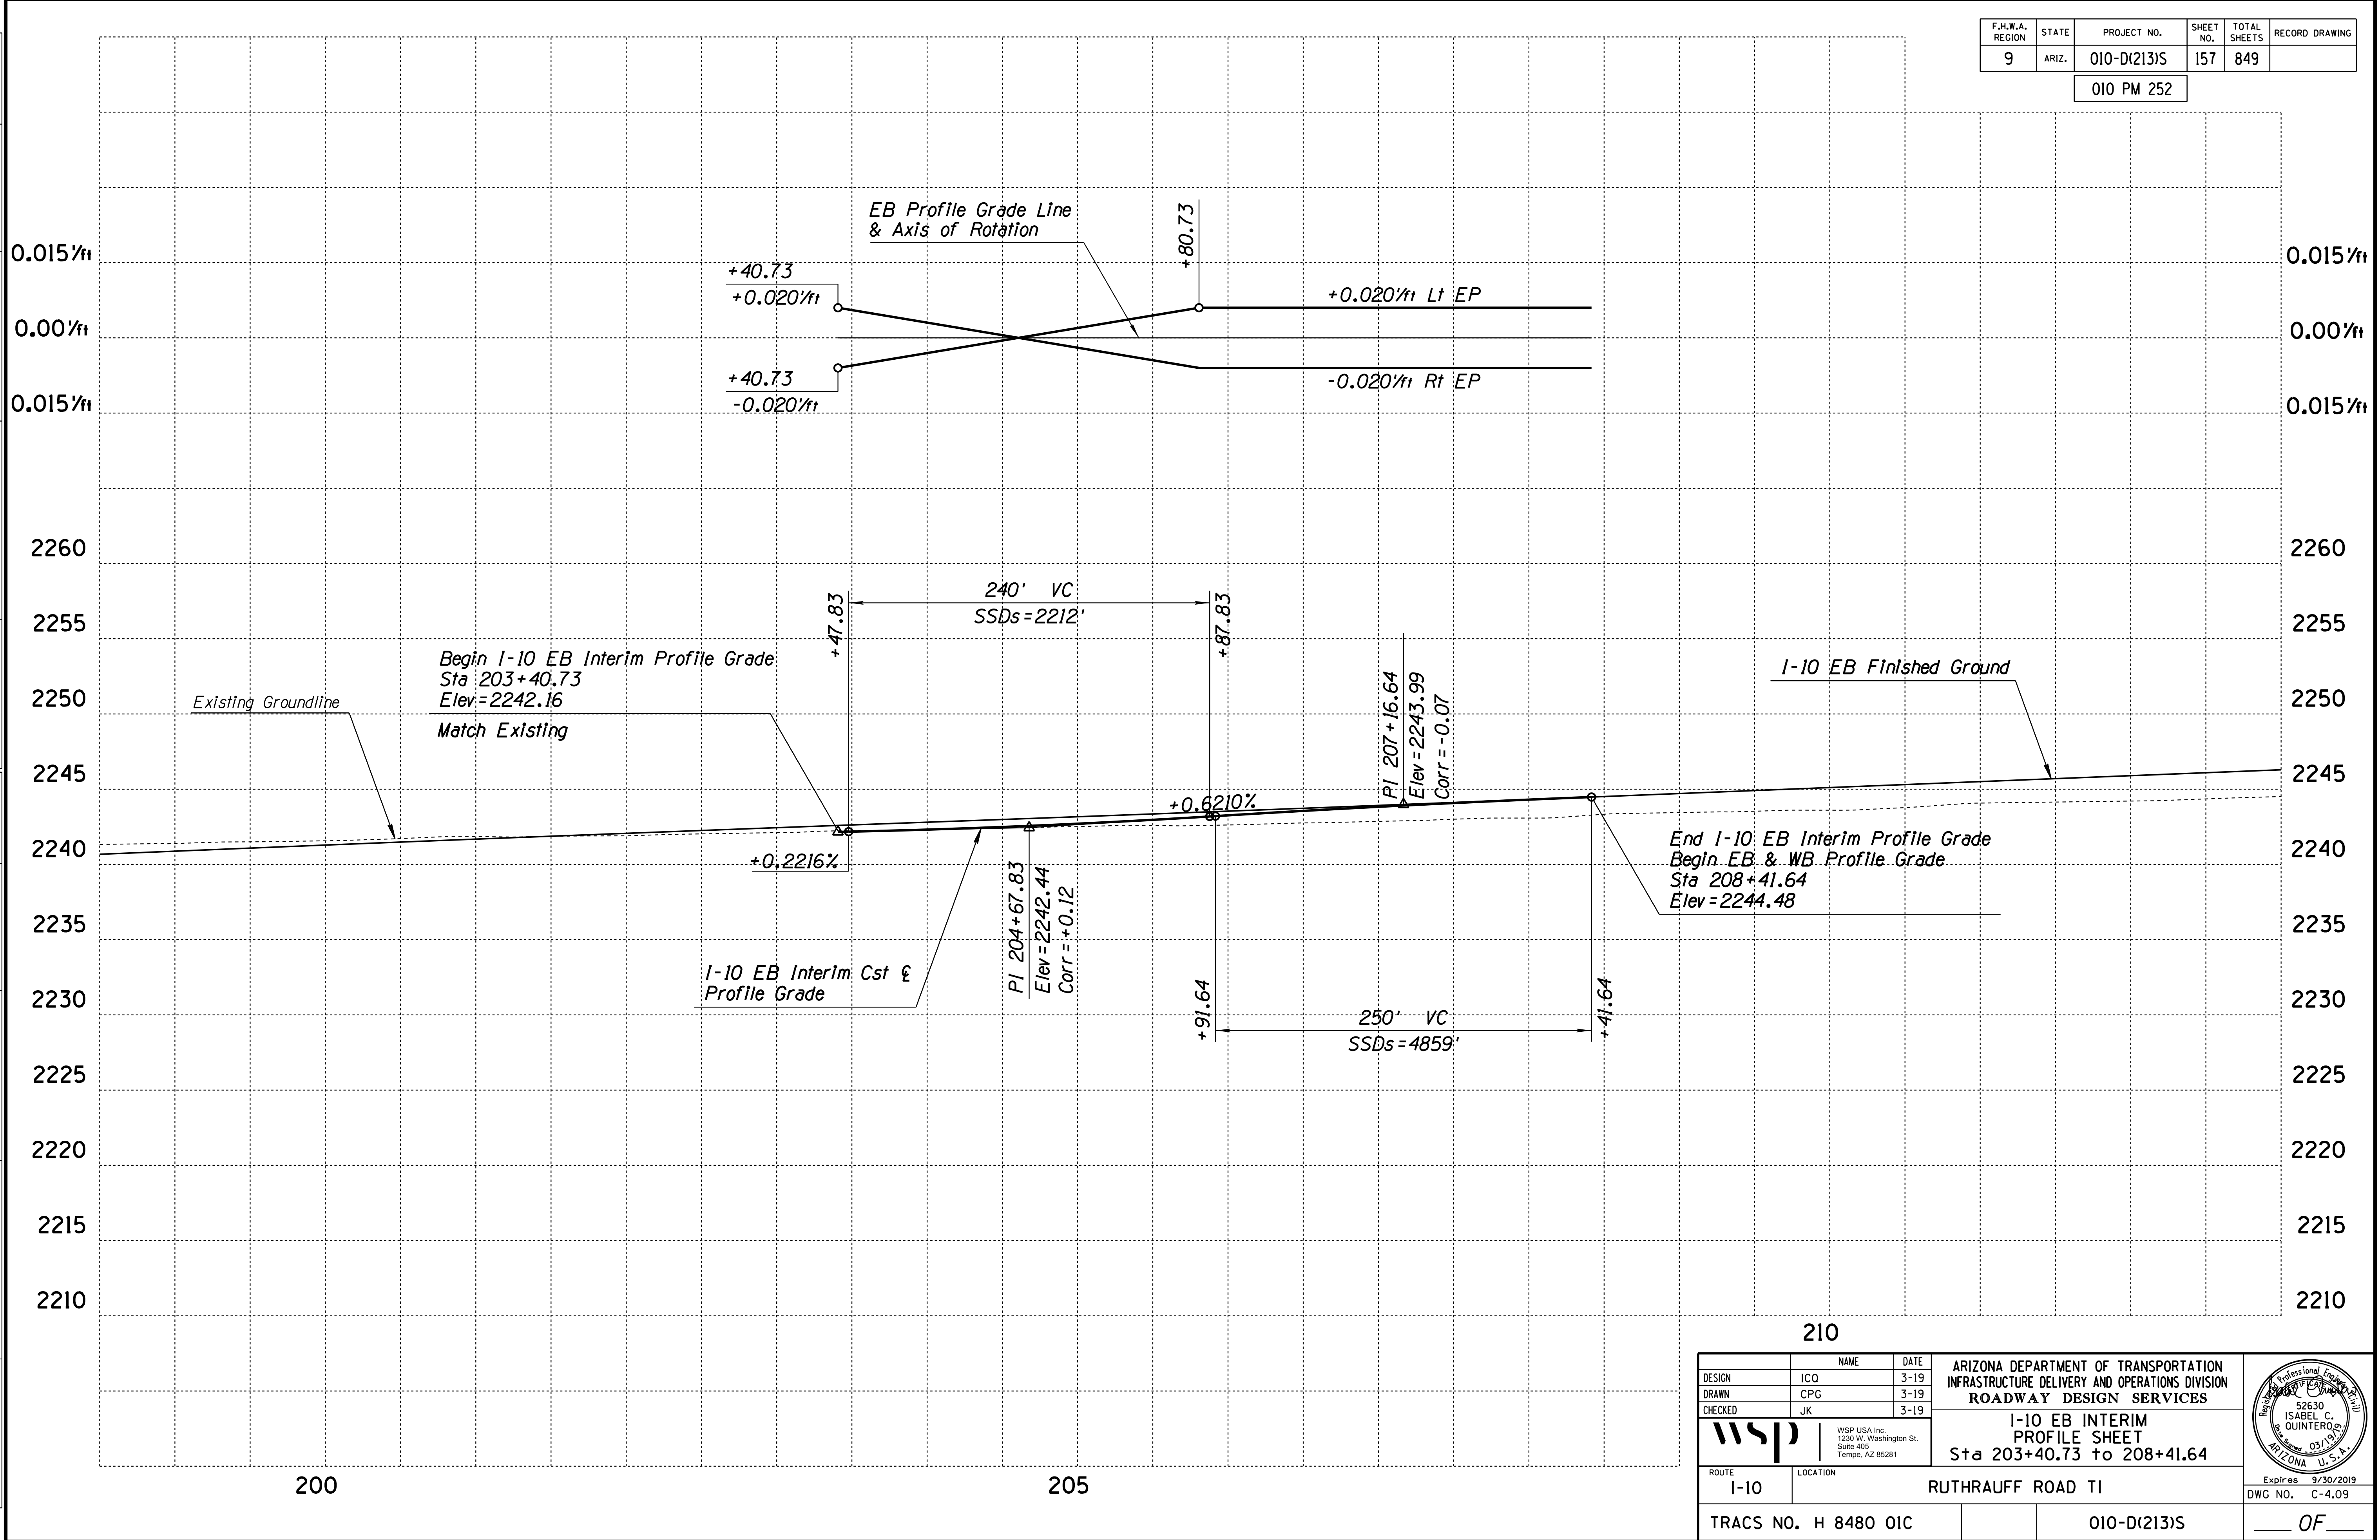 F.H.W.A. REGION
STATE
PROJECT NO.
SHEET NO.
TOTAL SHEETS
RECORD DRAWING
9
ARIZ.
010-D(213)S
157
849
010 PM 252
EB Profile Grade Line
& Axis of Rotation
+80.73
0.015'/ft
0.015'/ft
+40.73
+0.020'/ft
+0.020'/ft Lt EP
0.00'/ft
0.00'/ft
+40.73
-0.020'/ft
-0.020'/ft Rt EP
0.015'/ft
0.015'/ft
2260
2260
240' VC
SSDs=2212'
+47.83
+87.83
2255
2255
Begin I-10 EB Interim Profile Grade
Sta 203+40.73
Elev=2242.16
Match Existing
I-10 EB Finished Ground
Existing Groundline
2250
2250
PI 207+16.64
Elev=2243.99
Corr=-0.07
2245
2245
+0.6210%
2240
2240
+0.2216%
End I-10 EB Interim Profile Grade
Begin EB & WB Profile Grade
Sta 208+41.64
Elev=2244.48
PI 204+67.83
Elev=2242.44
Corr=+0.12
2235
2235
I-10 EB Interim Cst ℄
Profile Grade
2230
2230
+91.64
+41.64
250' VC
SSDs=4859'
2225
2225
2220
2220
2215
2215
2210
2210
210
200
205
NAME
DATE
DESIGN
ICQ
3-19
DRAWN
CPG
3-19
CHECKED
JK
3-19
ARIZONA DEPARTMENT OF TRANSPORTATION
INFRASTRUCTURE DELIVERY AND OPERATIONS DIVISION
ROADWAY DESIGN SERVICES
wsp
WSP USA Inc.
1230 W. Washington St.
Suite 405
Tempe, AZ 85281
I-10 EB INTERIM
PROFILE SHEET
Sta 203+40.73 to 208+41.64
ROUTE
I-10
LOCATION
RUTHRAUFF ROAD TI
TRACS NO. H 8480 01C
010-D(213)S
Registered Professional Engineer (Civil)
52630
ISABEL C.
QUINTERO
Date Signed 03/19/19
ARIZONA U.S.A.
Expires 9/30/2019
DWG NO. C-4.09
OF